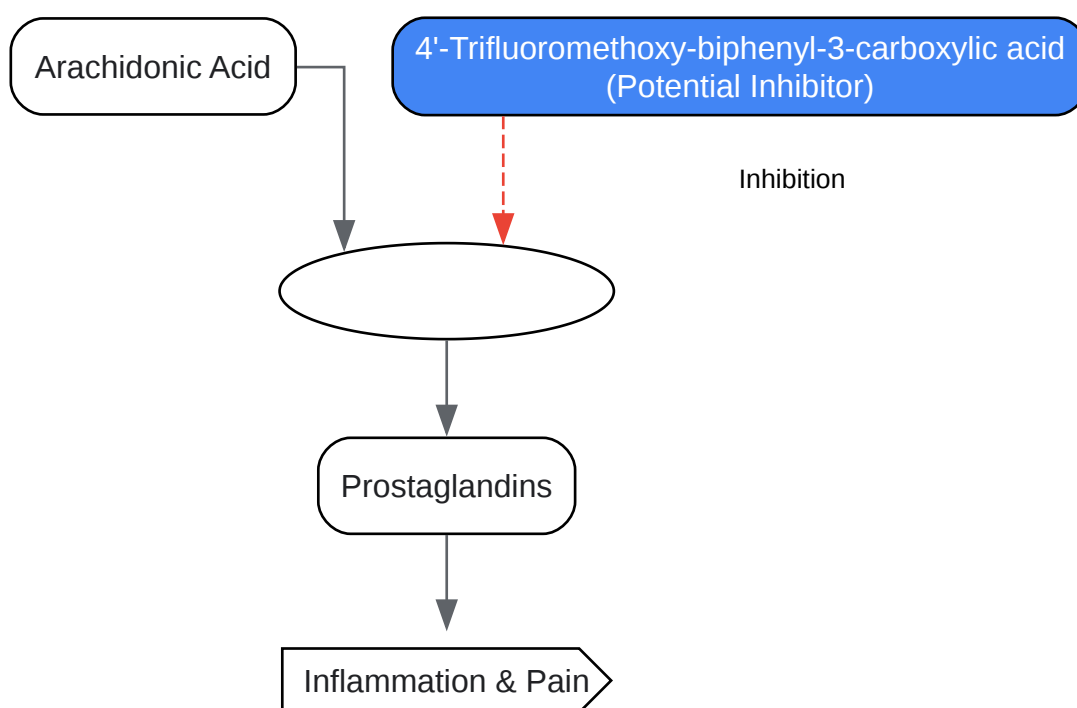 Arachidonic Acid
4'-Trifluoromethoxy-biphenyl-3-carboxylic acid
(Potential Inhibitor)
Inhibition
Prostaglandins
Inflammation & Pain